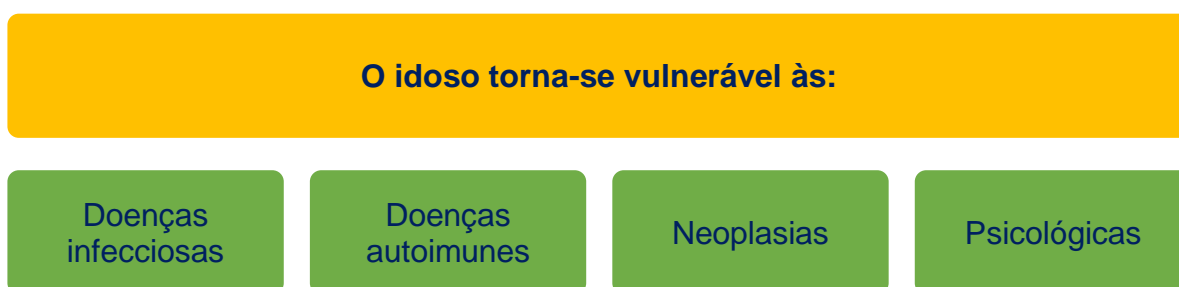 O idoso torna-se vulnerável às:
Doenças
infecciosas
Doenças
autoimunes
Neoplasias
Psicológicas